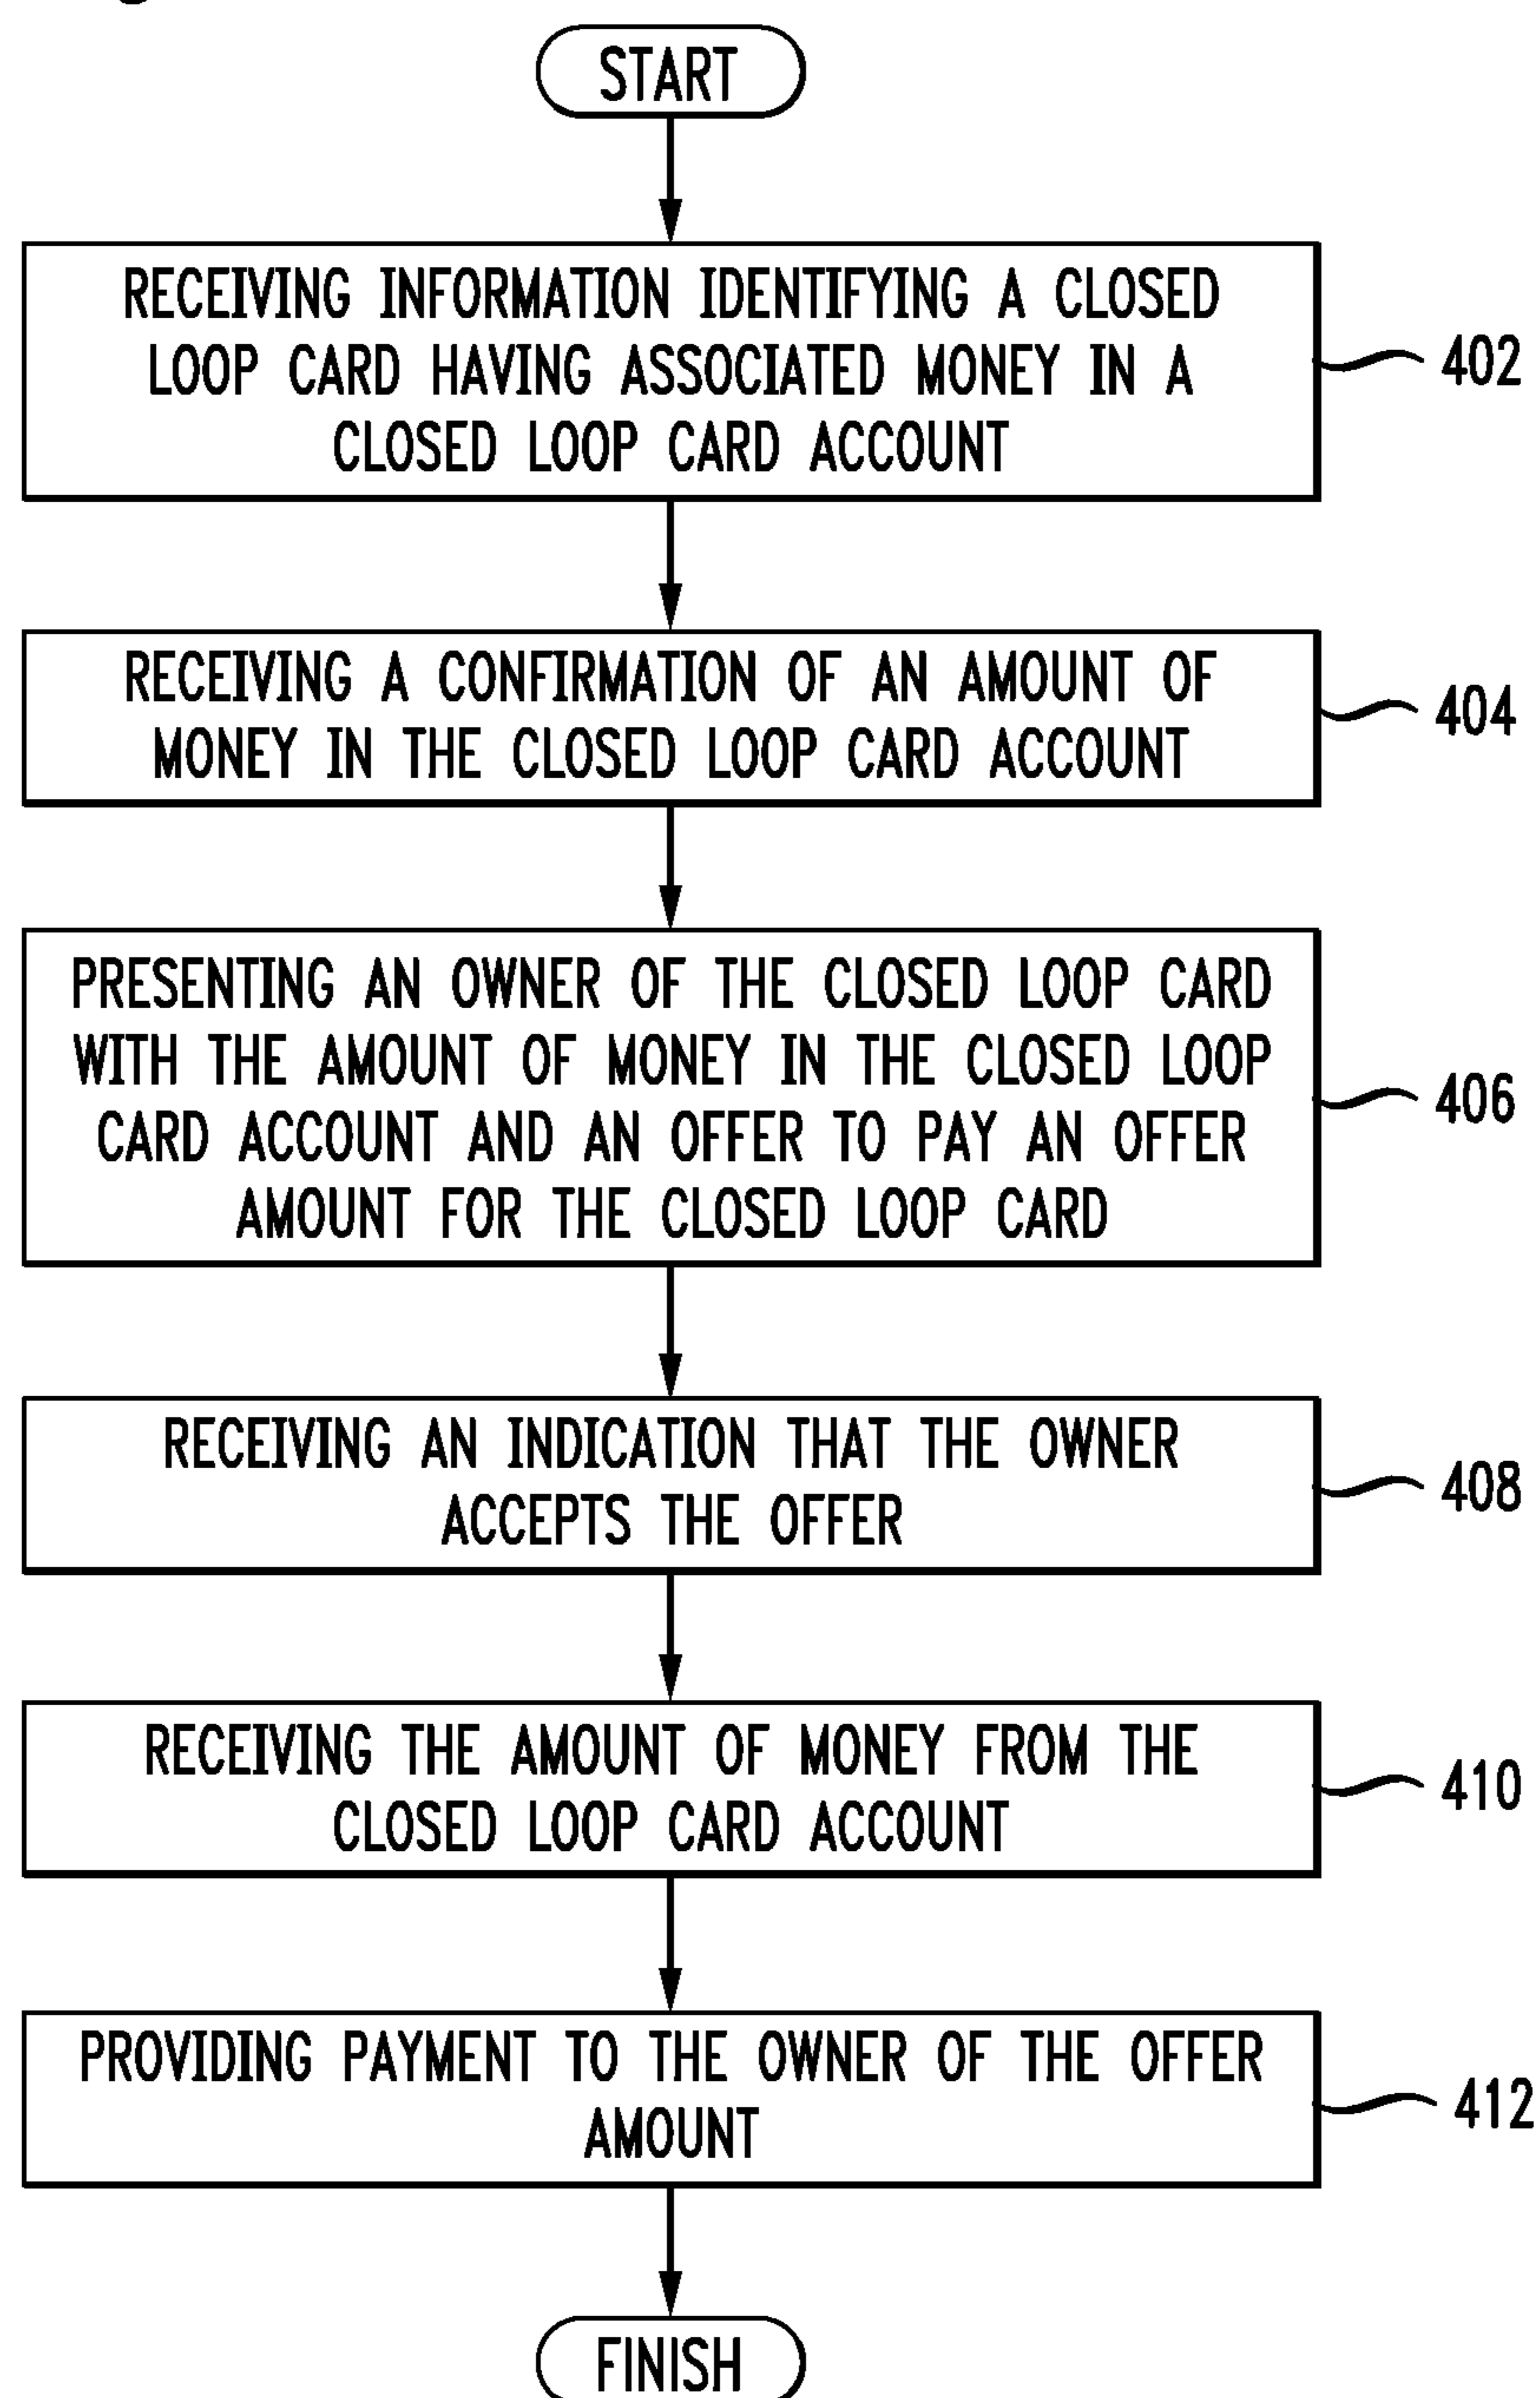 START
RECEIVING INFORMATION IDENTIFYING A CLOSED
LOOP CARD HAVING ASSOCIATED MONEY IN A
CLOSED LOOP CARD ACCOUNT
402
RECEIVING A CONFIRMATION OF AN AMOUNT OF
MONEY IN THE CLOSED LOOP CARD ACCOUNT
404
PRESENTING AN OWNER OF THE CLOSED LOOP CARD
WITH THE AMOUNT OF MONEY IN THE CLOSED LOOP
CARD ACCOUNT AND AN OFFER TO PAY AN OFFER
AMOUNT FOR THE CLOSED LOOP CARD
406
RECEIVING AN INDICATION THAT THE OWNER
ACCEPTS THE OFFER
408
RECEIVING THE AMOUNT OF MONEY FROM THE
CLOSED LOOP CARD ACCOUNT
410
PROVIDING PAYMENT TO THE OWNER OF THE OFFER
AMOUNT
412
FINISH